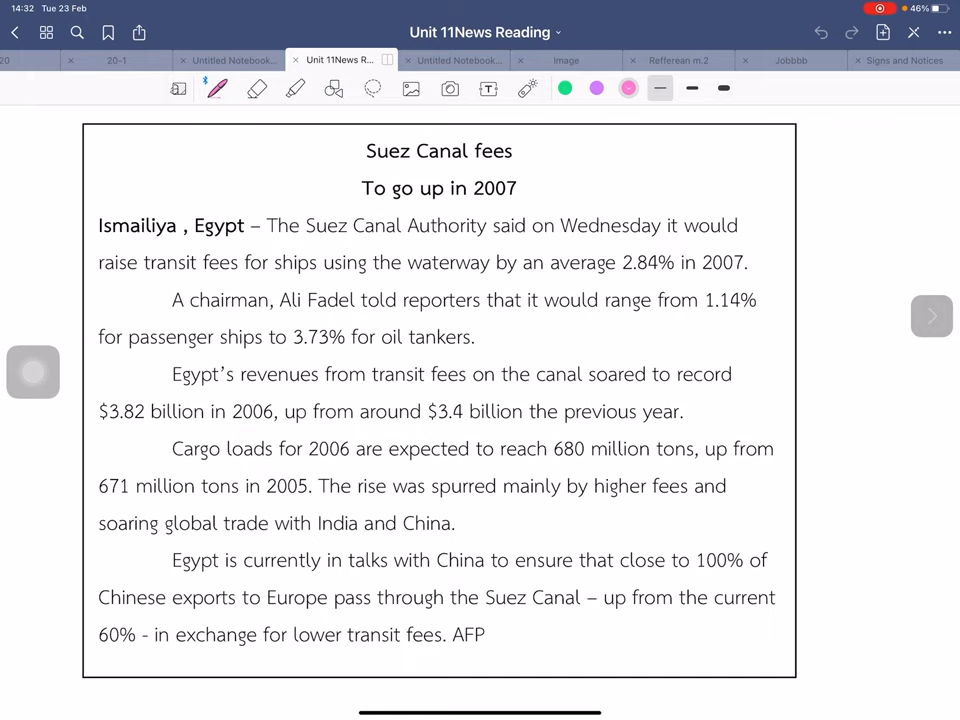 14:32 Tue 23 Feb
46%
Unit 11News Reading
20
20-1
Untitled Notebook...
Unit 11News R...
Untitled Notebook...
Image
Refferean m.2
Jobbbb
Signs and Notices
T
Suez Canal fees
To go up in 2007
Ismailiya , Egypt – The Suez Canal Authority said on Wednesday it would
raise transit fees for ships using the waterway by an average 2.84% in 2007.
A chairman, Ali Fadel told reporters that it would range from 1.14%
for passenger ships to 3.73% for oil tankers.
Egypt's revenues from transit fees on the canal soared to record
$3.82 billion in 2006, up from around $3.4 billion the previous year.
Cargo loads for 2006 are expected to reach 680 million tons, up from
671 million tons in 2005. The rise was spurred mainly by higher fees and
soaring global trade with India and China.
Egypt is currently in talks with China to ensure that close to 100% of
Chinese exports to Europe pass through the Suez Canal – up from the current
60% - in exchange for lower transit fees. AFP